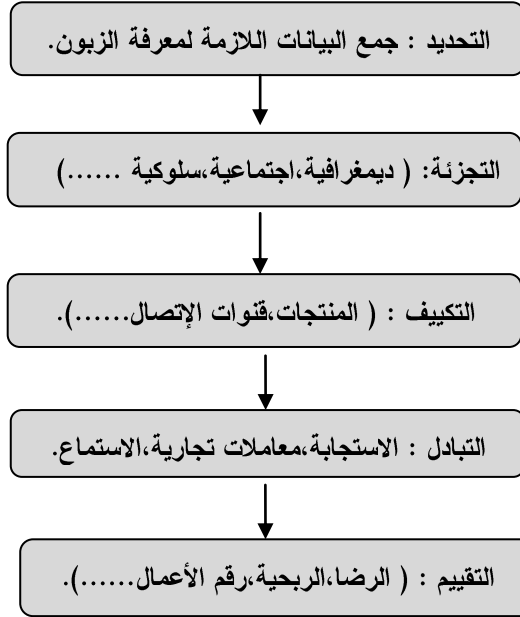 التحديد : جمع البيانات اللازمة لمعرفة الزبون.
التجزئة: ( ديمغرافية،اجتماعية،سلوكية ......)
التكييف : ( المنتجات،قنوات الإتصال......).
التبادل : الاستجابة،معاملات تجارية،الاستماع.
التقييم : ( الرضا،الربحية،رقم الأعمال......).